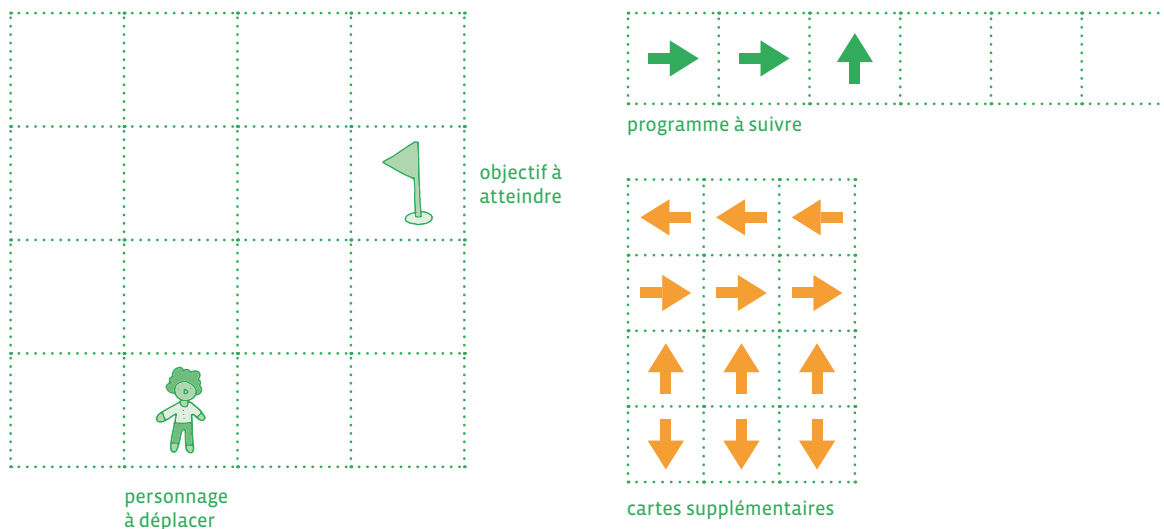 programme à suivre
objectif à
atteindre
personnage
à déplacer
cartes supplémentaires